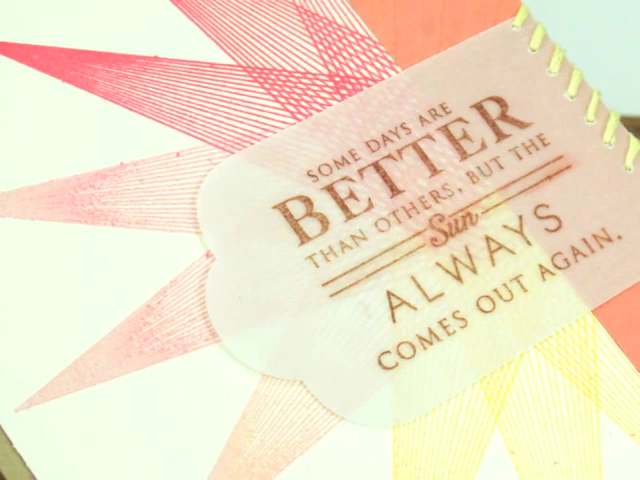 SOME DAYS ARE
BETTER
THAN OTHERS, BUT THE
Sun
ALWAYS
COMES OUT AGAIN.